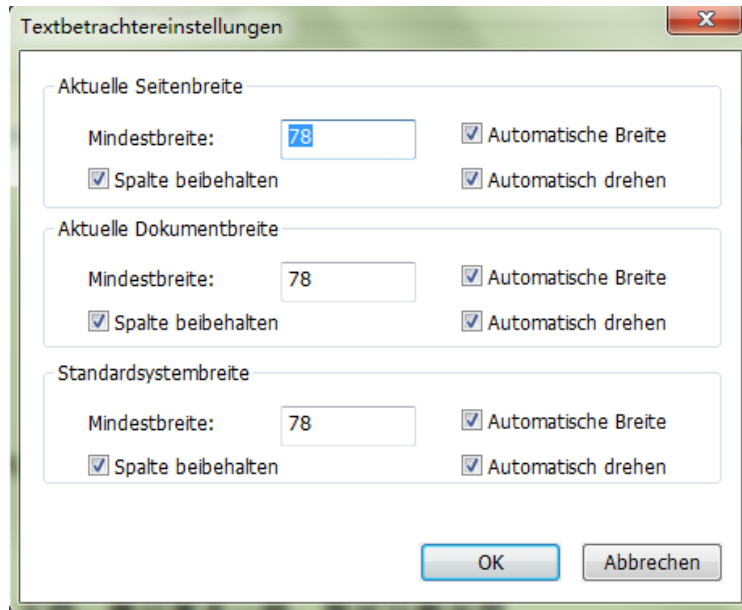 Textbetrachtereinstellungen
Aktuelle Seitenbreite
Mindestbreite: 78 Automatische Breite
Spalte beibehalten Automatisch drehen
Aktuelle Dokumentbreite
Mindestbreite: 78 Automatische Breite
Spalte beibehalten Automatisch drehen
Standardsystembreite
Mindestbreite: 78 Automatische Breite
Spalte beibehalten Automatisch drehen
OK Abbrechen